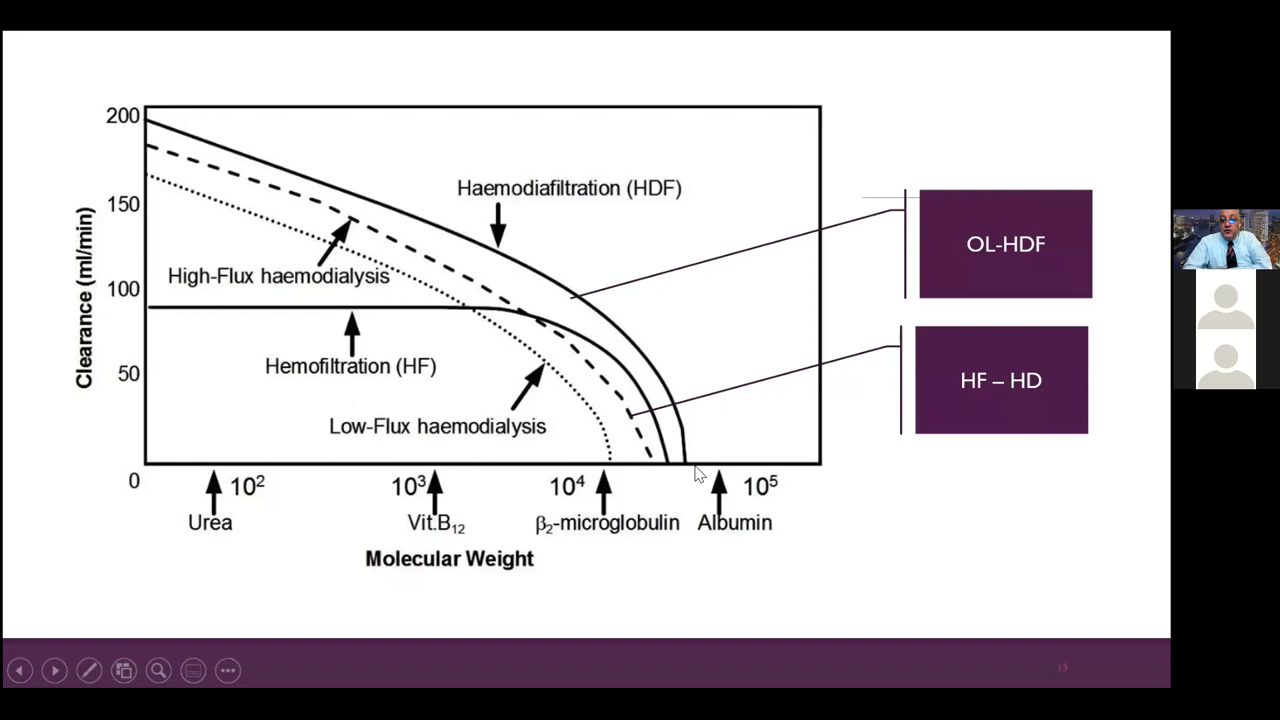 200
150
100
50
0
Clearance (ml/min)
Haemodiafiltration (HDF)
High-Flux haemodialysis
Hemofiltration (HF)
Low-Flux haemodialysis
OL-HDF
HF – HD
10²
10³
10⁴
10⁵
Urea
Vit.B₁₂
β₂-microglobulin
Albumin
Molecular Weight
13